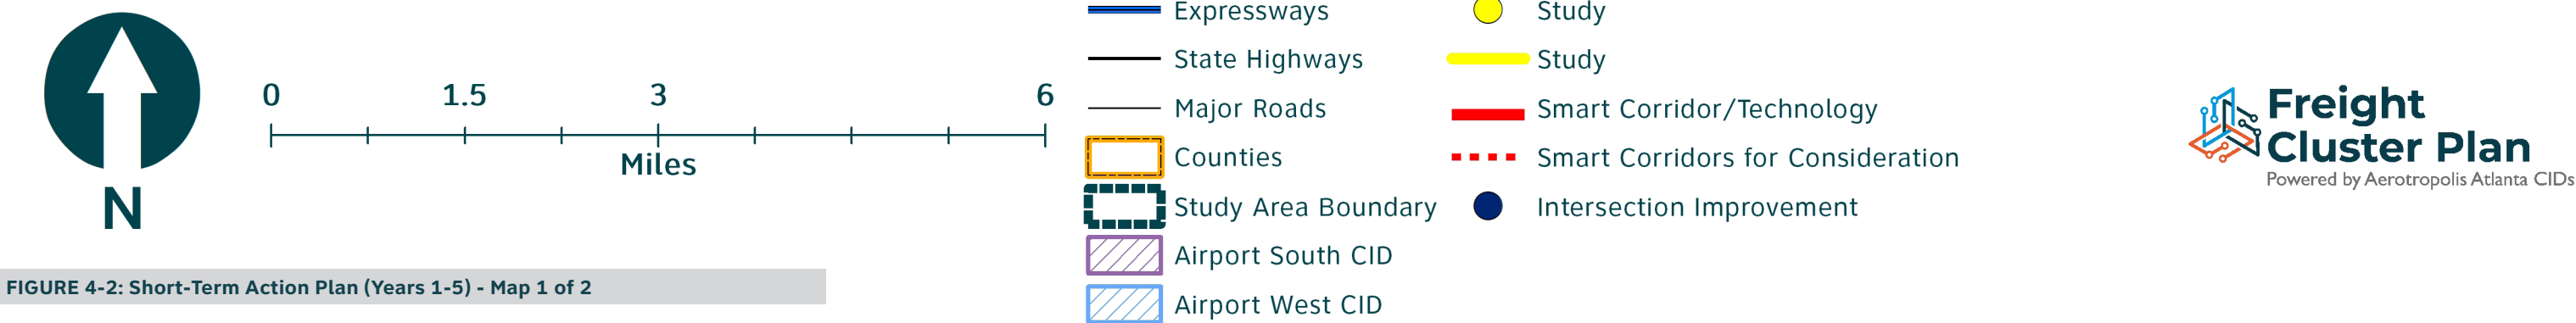 N
0 1.5 3 6
Miles
FIGURE 4-2: Short-Term Action Plan (Years 1-5) - Map 1 of 2
Expressways
State Highways
Major Roads
Counties
Study Area Boundary
Airport South CID
Airport West CID
Study
Study
Smart Corridor/Technology
Smart Corridors for Consideration
Intersection Improvement
Freight
Cluster Plan
Powered by Aerotropolis Atlanta CIDs